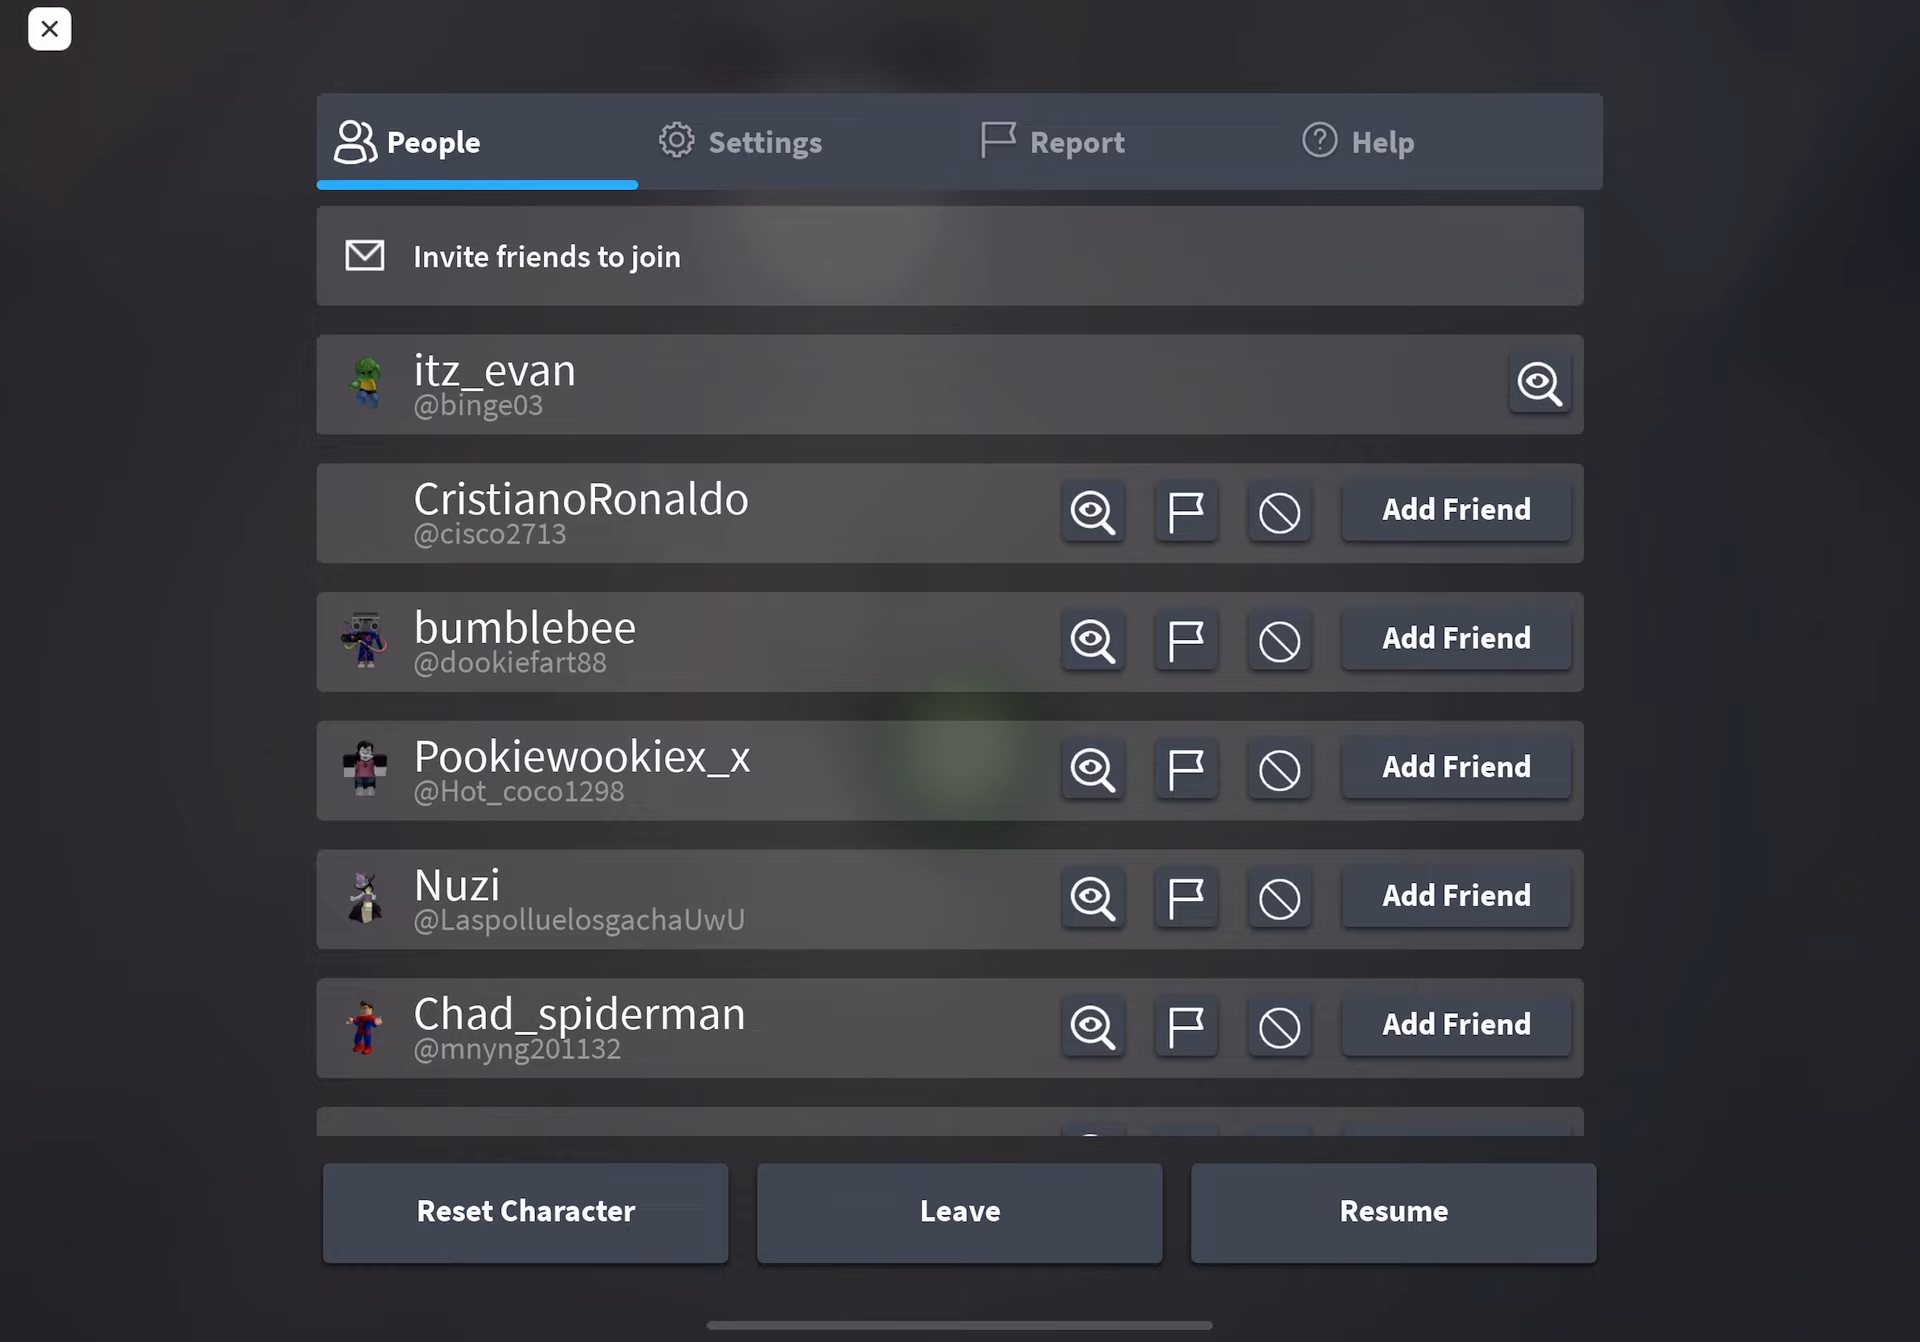 People
Settings
Report
Help
Invite friends to join
itz_evan
@binge03
CristianoRonaldo
@cisco2713
Add Friend
bumblebee
@dookiefart88
Add Friend
Pookiewookiex_x
@Hot_coco1298
Add Friend
Nuzi
@LaspolluelosgachaUwU
Add Friend
Chad_spiderman
@mnyng201132
Add Friend
Reset Character
Leave
Resume